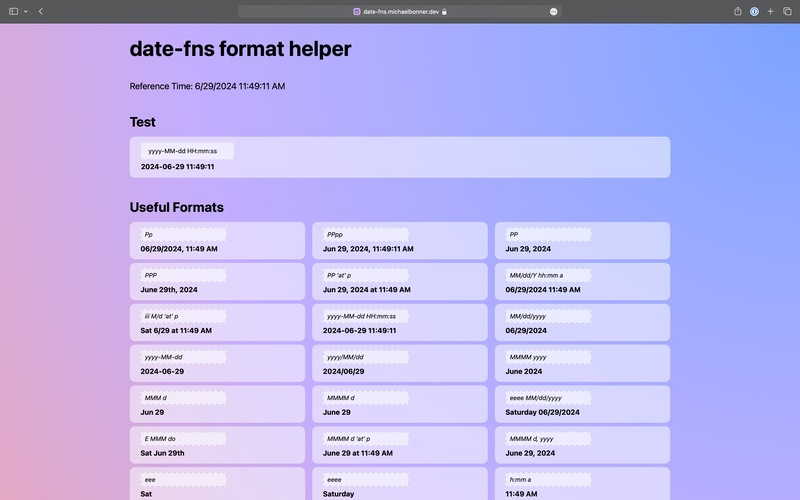 date-fns.michaelbonner.dev
date-fns format helper
Reference Time: 6/29/2024 11:49:11 AM
Test
yyyy-MM-dd HH:mm:ss
2024-06-29 11:49:11
Useful Formats
Pp
06/29/2024, 11:49 AM
PPpp
Jun 29, 2024, 11:49:11 AM
PP
Jun 29, 2024
PPP
June 29th, 2024
PP 'at' p
Jun 29, 2024 at 11:49 AM
MM/dd/Y hh:mm a
06/29/2024 11:49 AM
iii M/d 'at' p
Sat 6/29 at 11:49 AM
yyyy-MM-dd HH:mm:ss
2024-06-29 11:49:11
MM/dd/yyyy
06/29/2024
yyyy-MM-dd
2024-06-29
yyyy/MM/dd
2024/06/29
MMMM yyyy
June 2024
MMM d
Jun 29
MMMM d
June 29
eeee MM/dd/yyyy
Saturday 06/29/2024
E MMM do
Sat Jun 29th
MMMM d 'at' p
June 29 at 11:49 AM
MMMM d, yyyy
June 29, 2024
eee
Sat
eeee
Saturday
h:mm a
11:49 AM